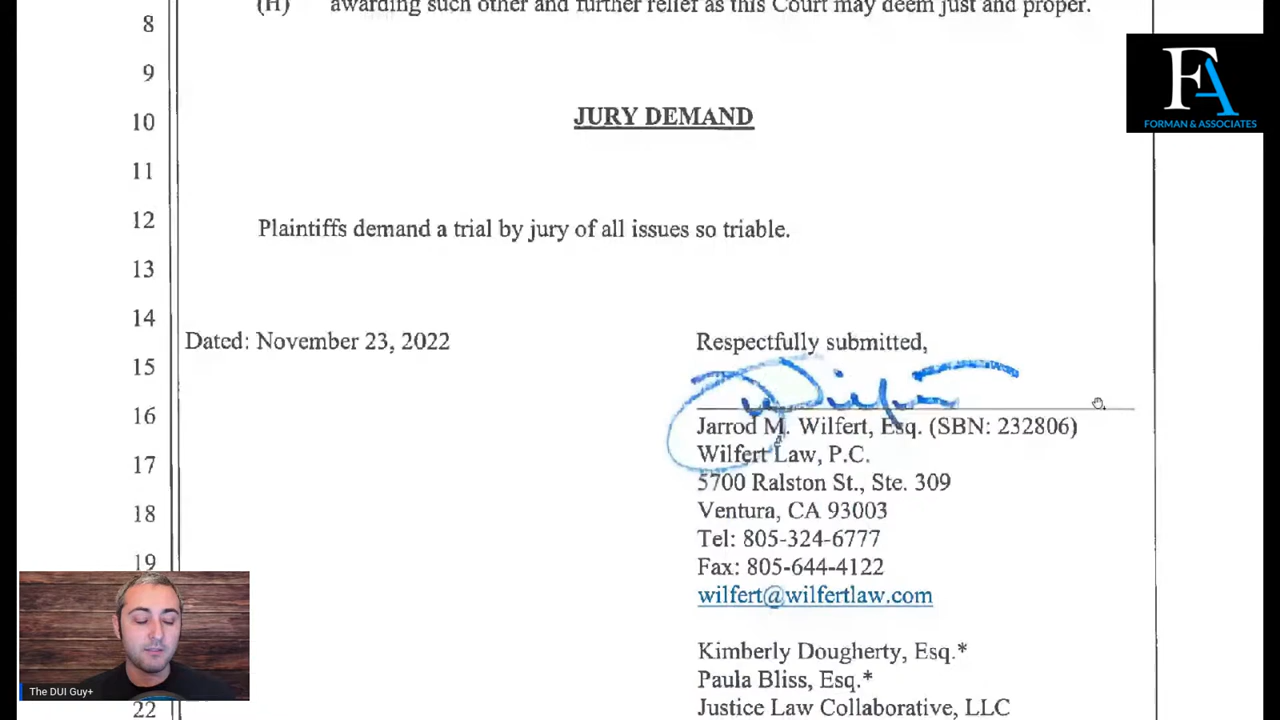 (H) awarding such other and further relief as this Court may deem just and proper.
8
FA
FORMAN & ASSOCIATES
9
10 JURY DEMAND
11
12 Plaintiffs demand a trial by jury of all issues so triable.
13
14
Dated: November 23, 2022 Respectfully submitted,
15
16
Jarrod M. Wilfert, Esq. (SBN: 232806)
17 Wilfert Law, P.C.
5700 Ralston St., Ste. 309
18 Ventura, CA 93003
Tel: 805-324-6777
19 Fax: 805-644-4122
wilfert@wilfertlaw.com
Kimberly Dougherty, Esq.*
Paula Bliss, Esq.*
The DUI Guy+
22 Justice Law Collaborative, LLC